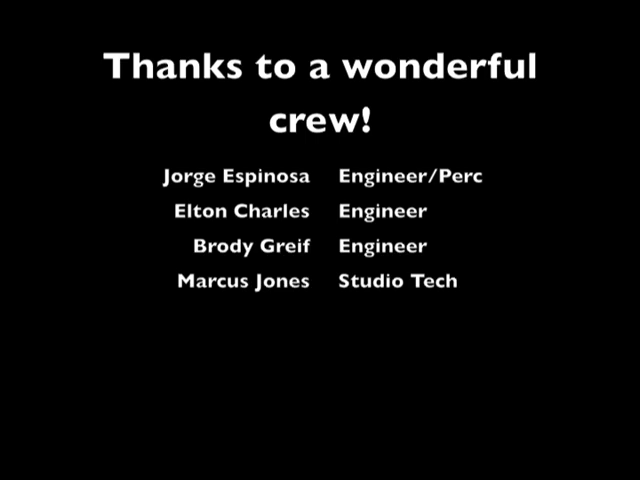 Thanks to a wonderful
crew!
Jorge Espinosa Engineer/Perc
Elton Charles Engineer
Brody Greif Engineer
Marcus Jones Studio Tech